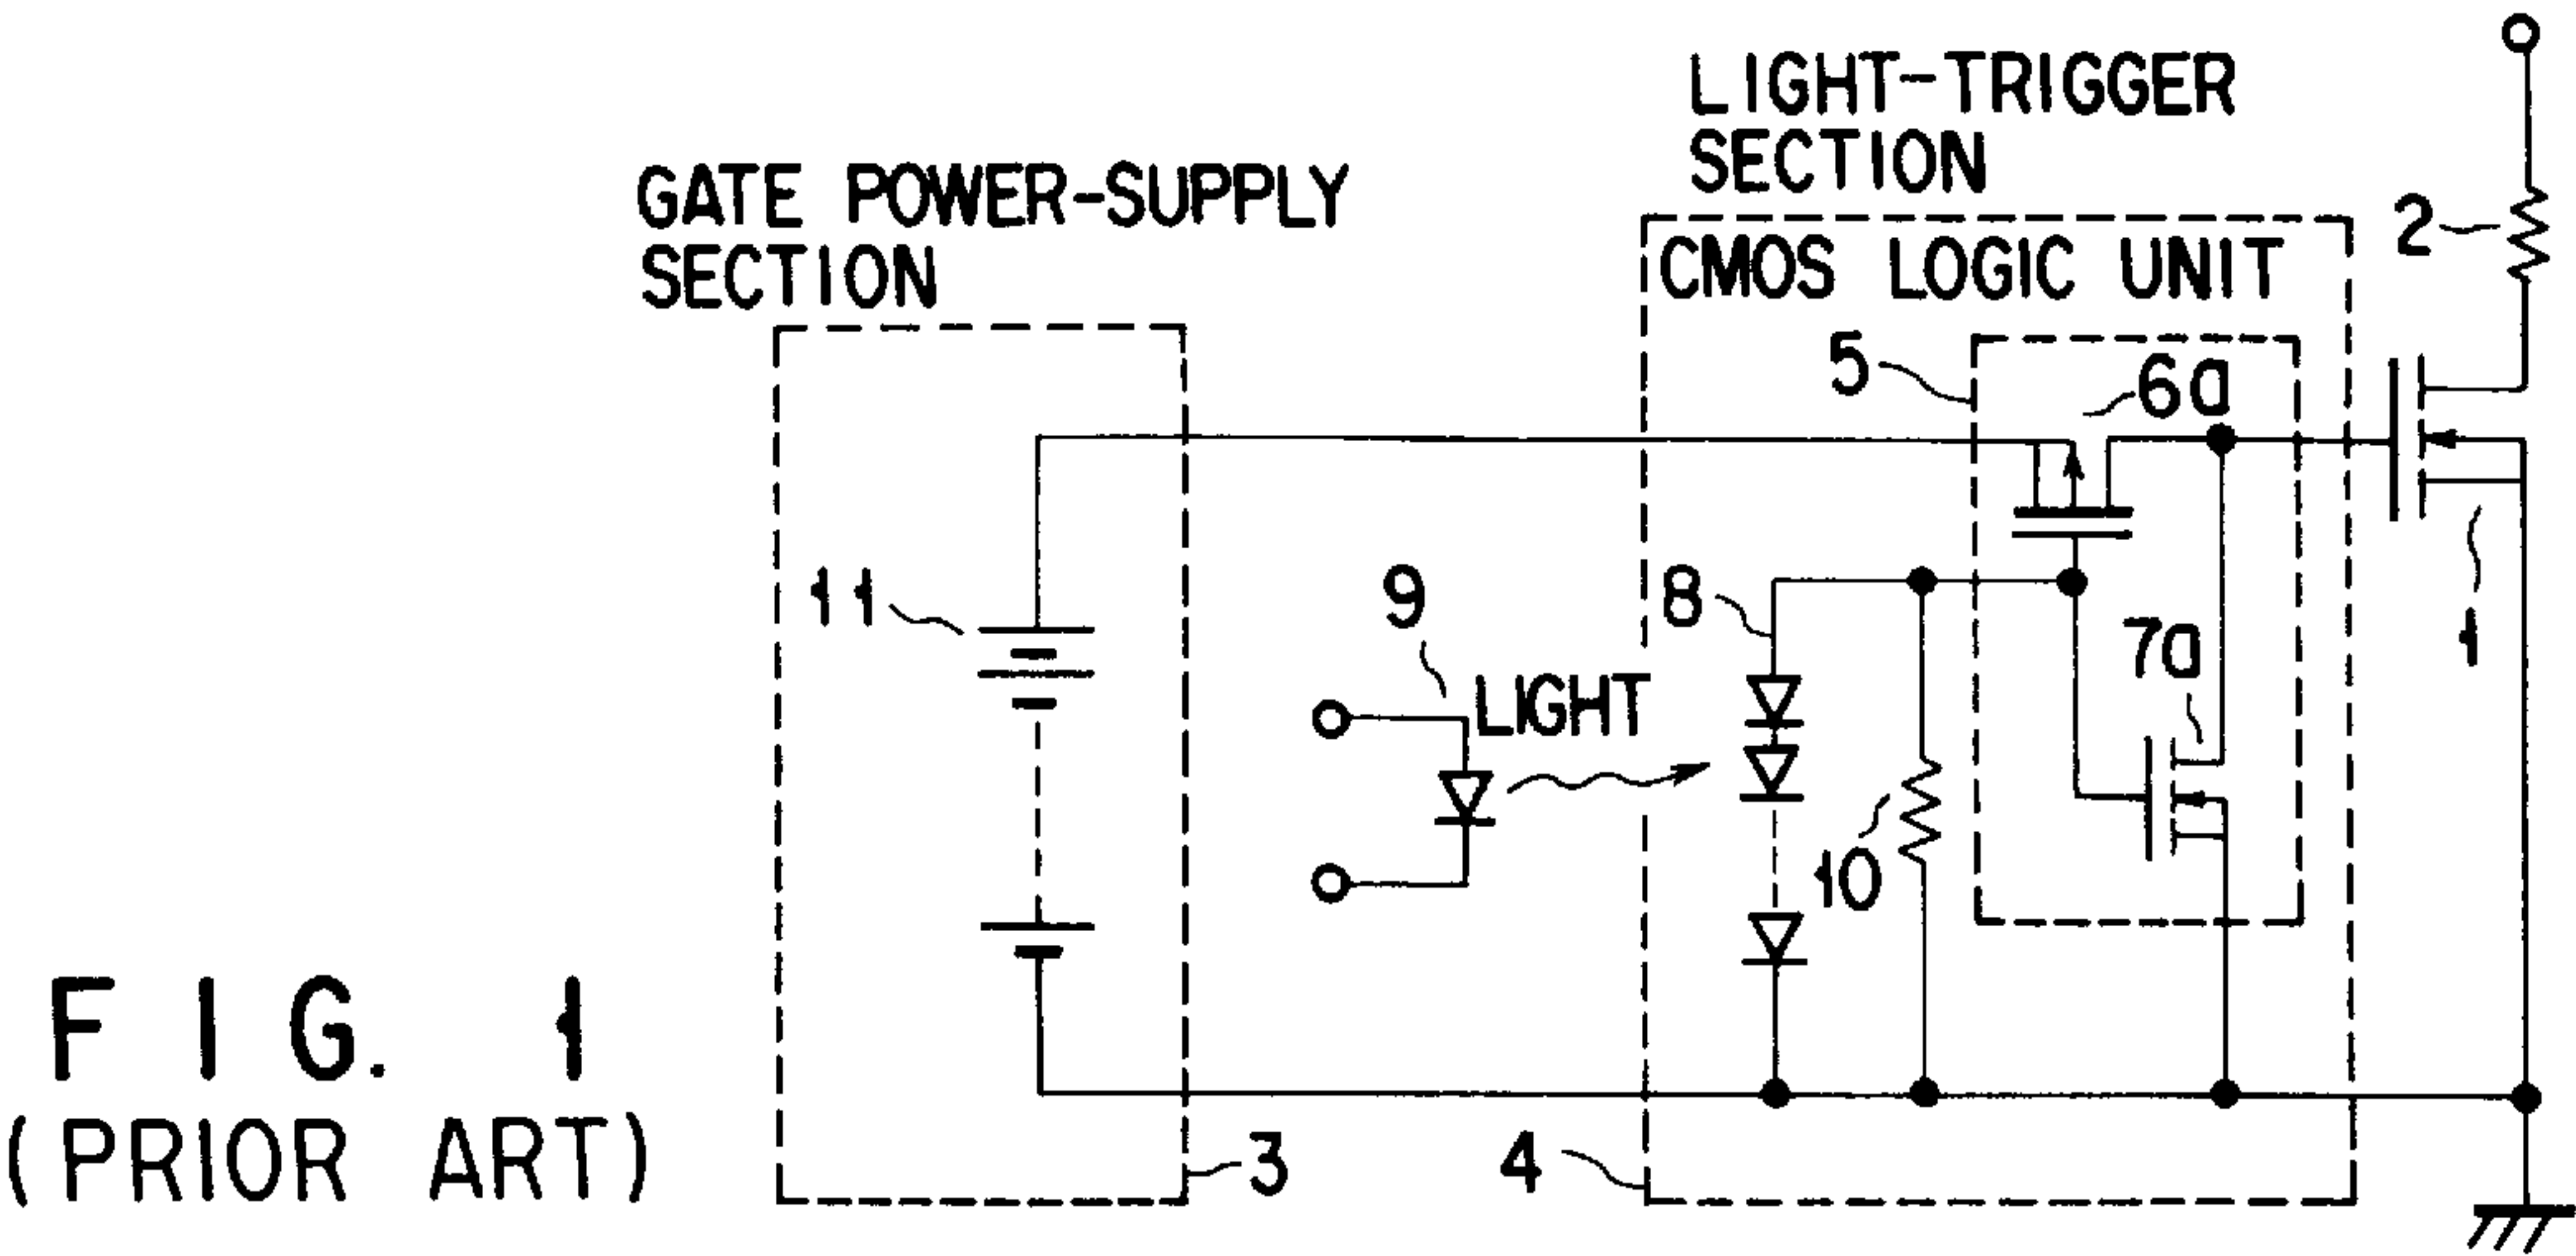 LIGHT-TRIGGER
SECTION
GATE POWER-SUPPLY
SECTION
2
CMOS LOGIC UNIT
5
6a
11
9
8
1
7a
LIGHT
10
3
4
FIG. 1
(PRIOR ART)